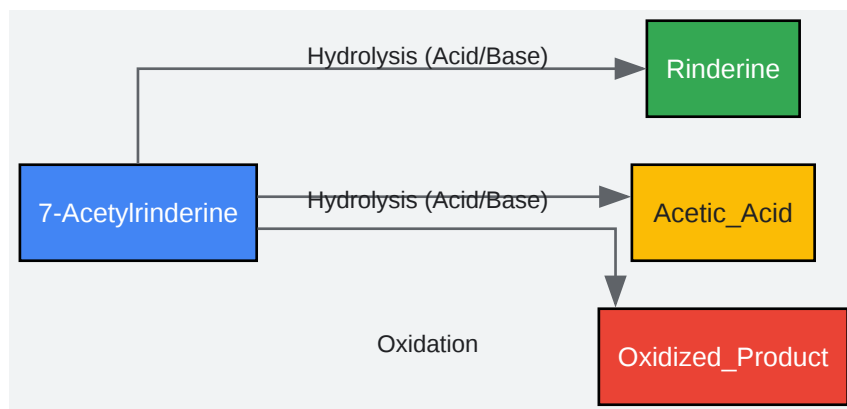 Hydrolysis (Acid/Base)
Rinderine
7-Acetylrinderine
Hydrolysis (Acid/Base)
Acetic_Acid
Oxidation
Oxidized_Product